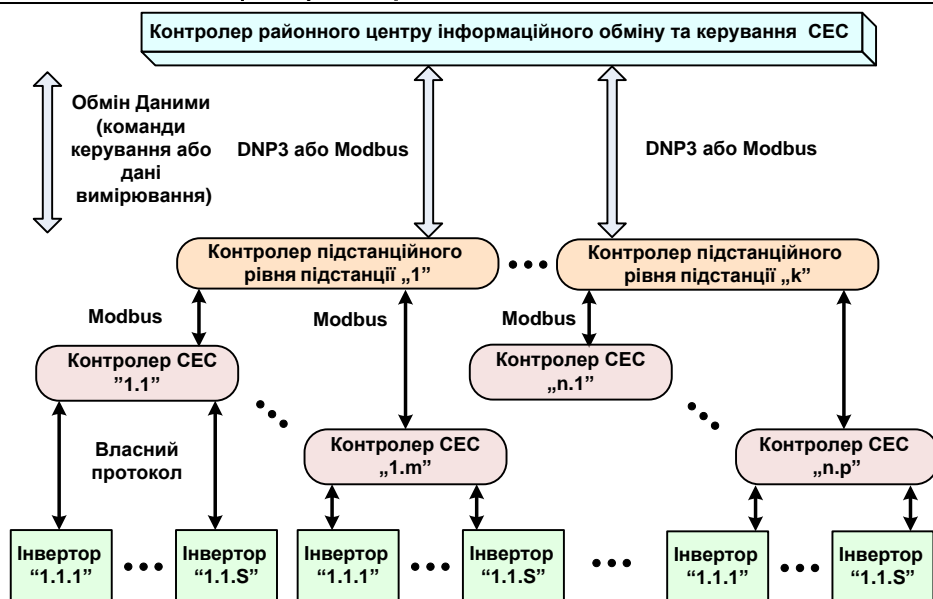 Контролер районного центру інформаційного обміну та керування СЕС
Обмін Даними
(команди
керування або
дані
вимірювання)
DNP3 або Modbus
DNP3 або Modbus
Контролер підстанційного
рівня підстанції „1”
Контролер підстанційного
рівня підстанції „k”
Modbus
Modbus
Modbus
Контролер СЕС
”1.1”
Контролер СЕС
„n.1”
Власний
протокол
Контролер СЕС
„1.m”
Контролер СЕС
„n.p”
Інвертор
“1.1.1”
Інвертор
“1.1.S”
Інвертор
“1.1.1”
Інвертор
“1.1.S”
Інвертор
“1.1.1”
Інвертор
“1.1.S”